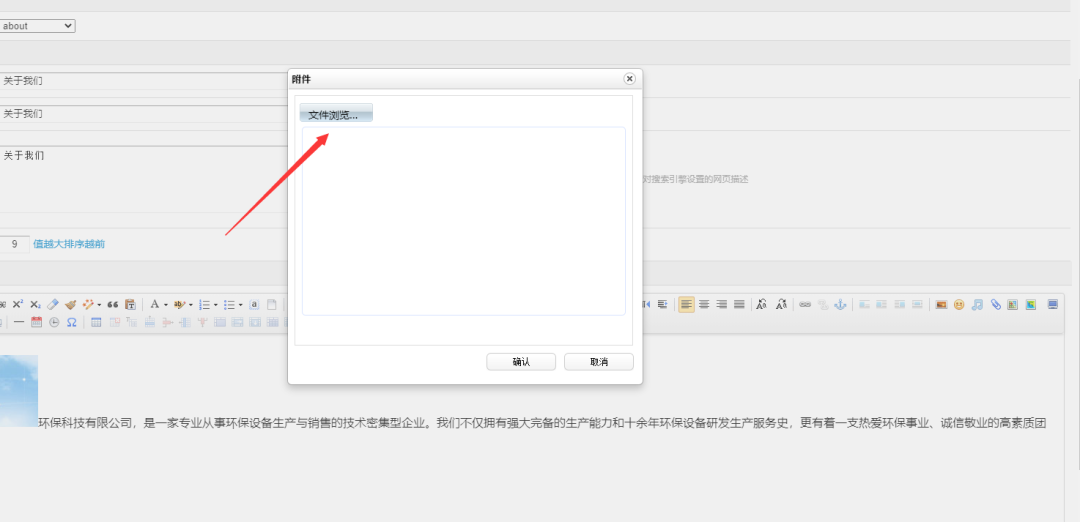 about
关于我们
附件
文件浏览...
关于我们
关于我们
对搜索引擎设置的网页描述
9 值越大排序越前
确认 取消
环保科技有限公司，是一家专业从事环保设备生产与销售的技术密集型企业。我们不仅拥有强大完备的生产能力和十余年环保设备研发生产服务史，更有着一支热爱环保事业、诚信敬业的高素质团